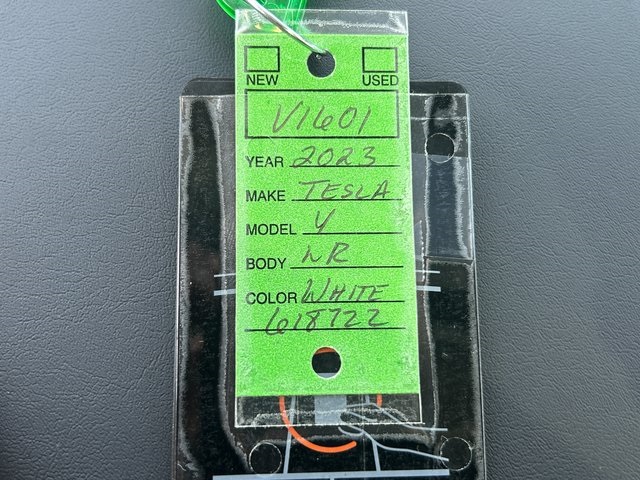 NEW USED
V1601
YEAR 2023
MAKE TESLA
MODEL Y
BODY LR
COLOR WHITE
618722